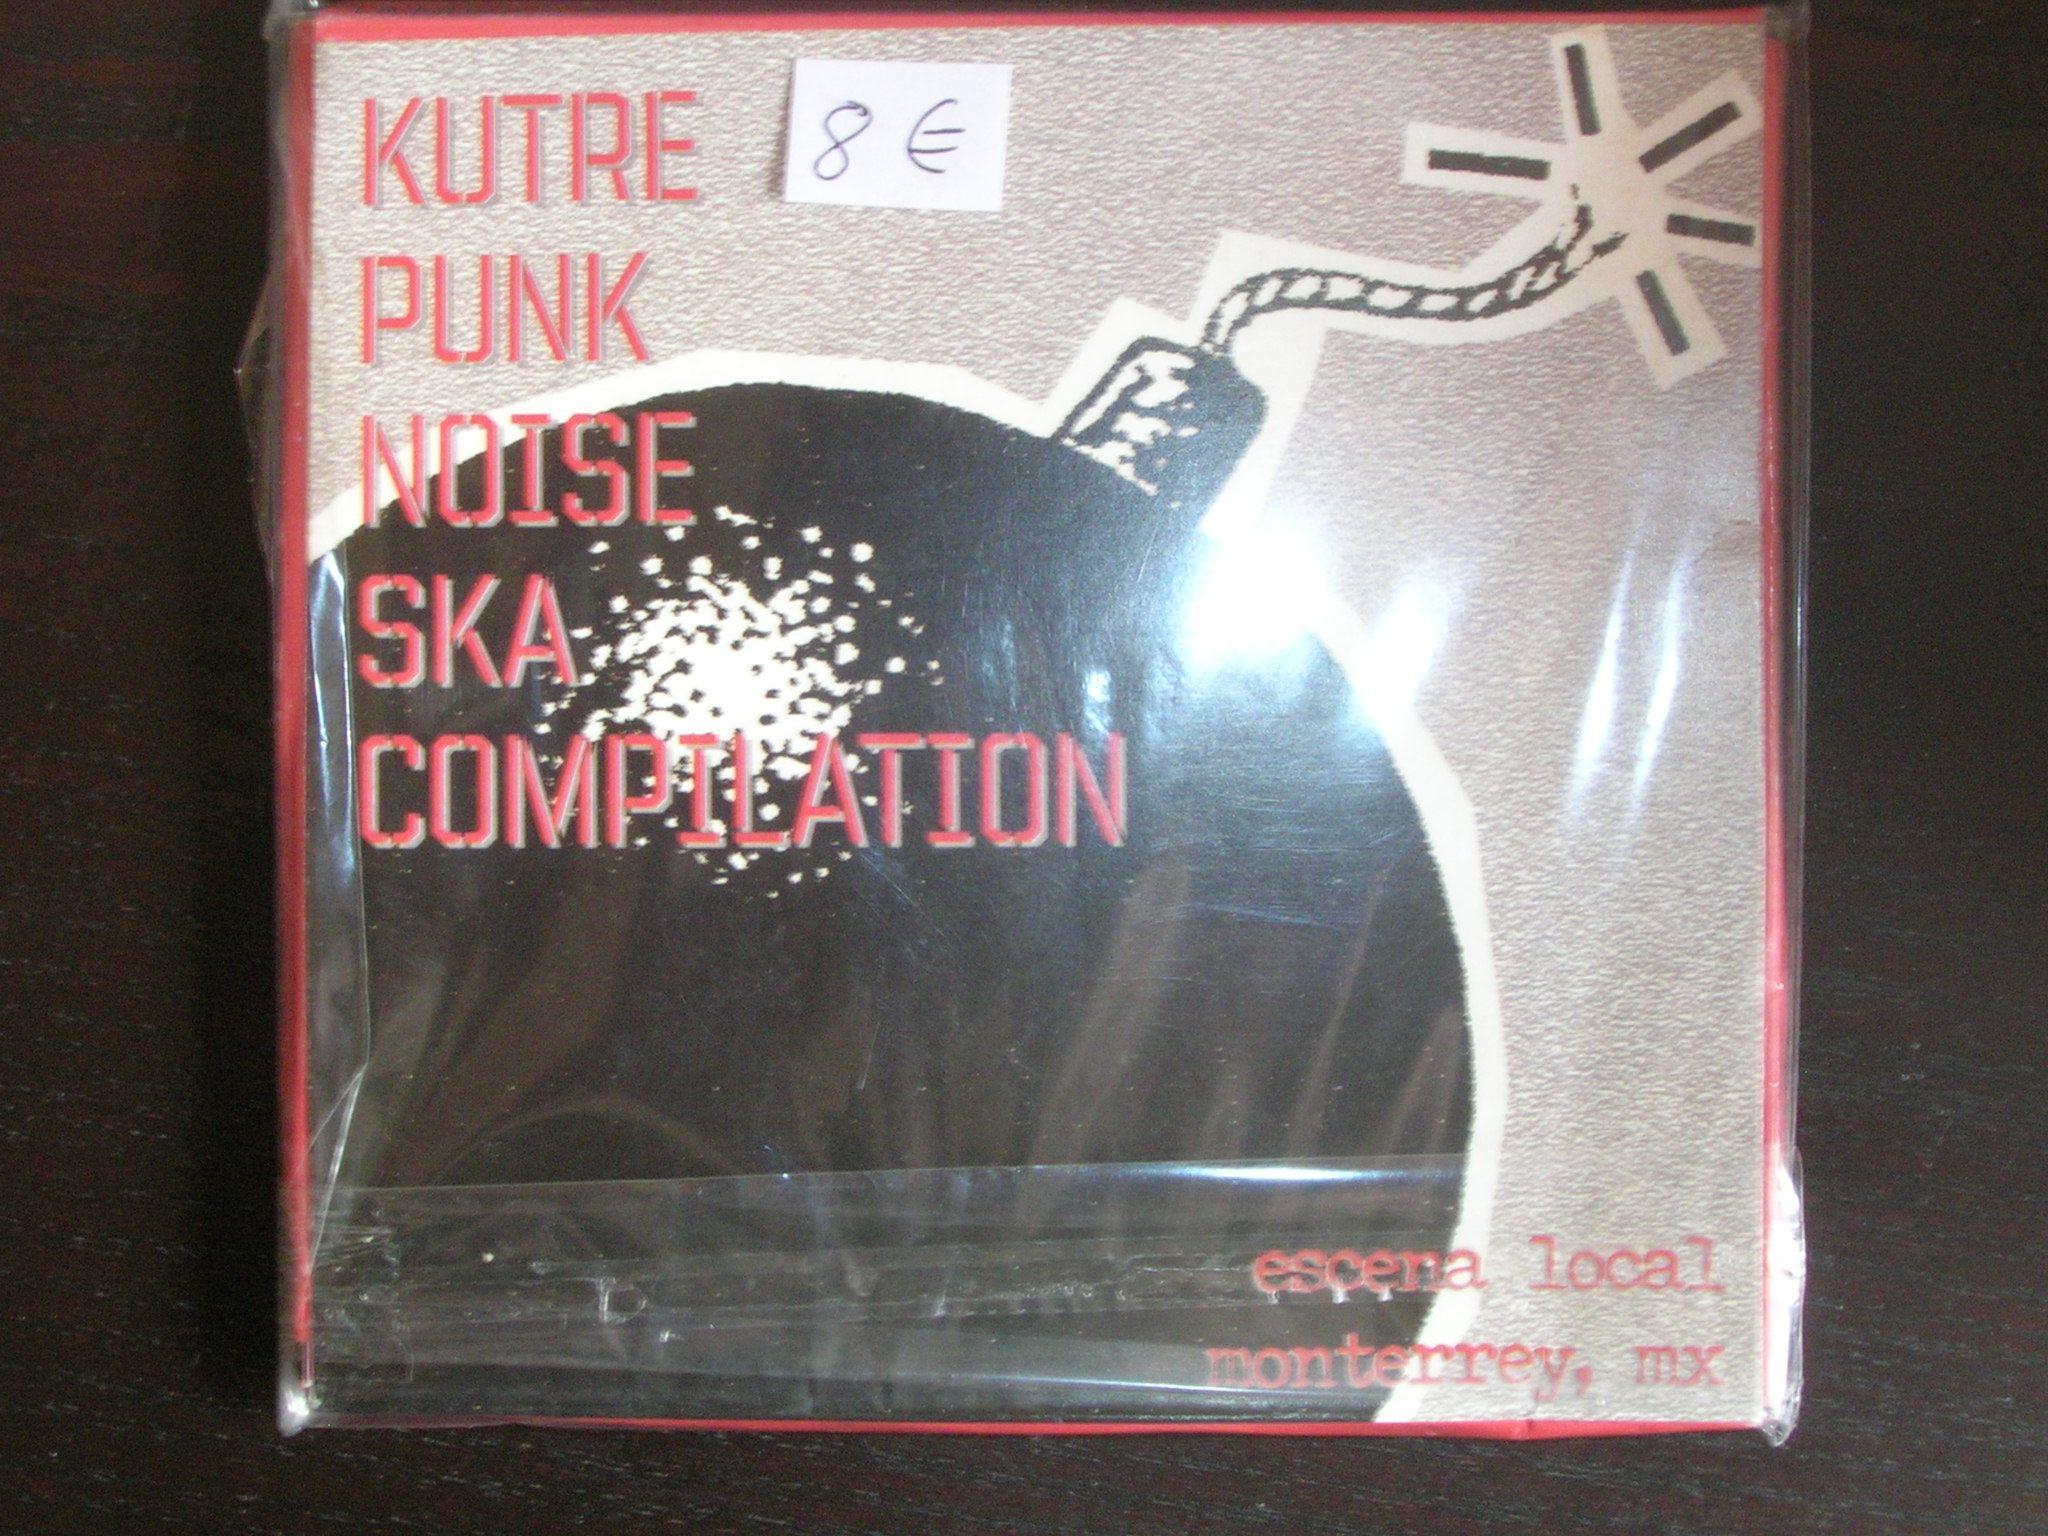 KUTRE
8 €
PUNK
NOISE
SKA
COMPILATION
escena local
monterrey, mx